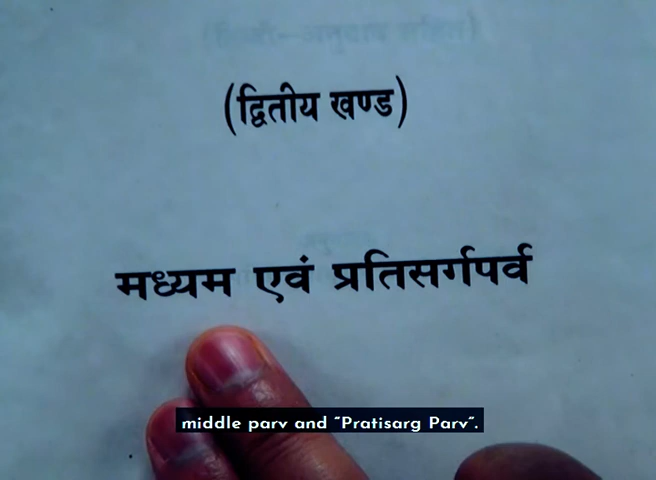 (द्वितीय खण्ड)
मध्यम एवं प्रतिसर्गपर्व
middle parv and “Pratisarg Parv”.